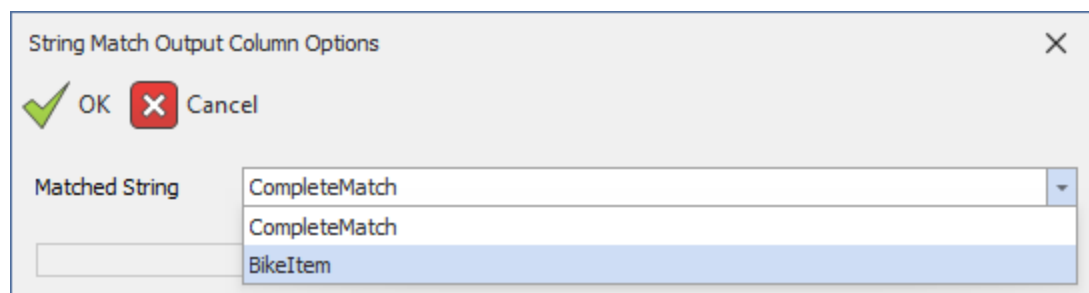 String Match Output Column Options
OK Cancel
Matched String CompleteMatch
CompleteMatch
BikeItem